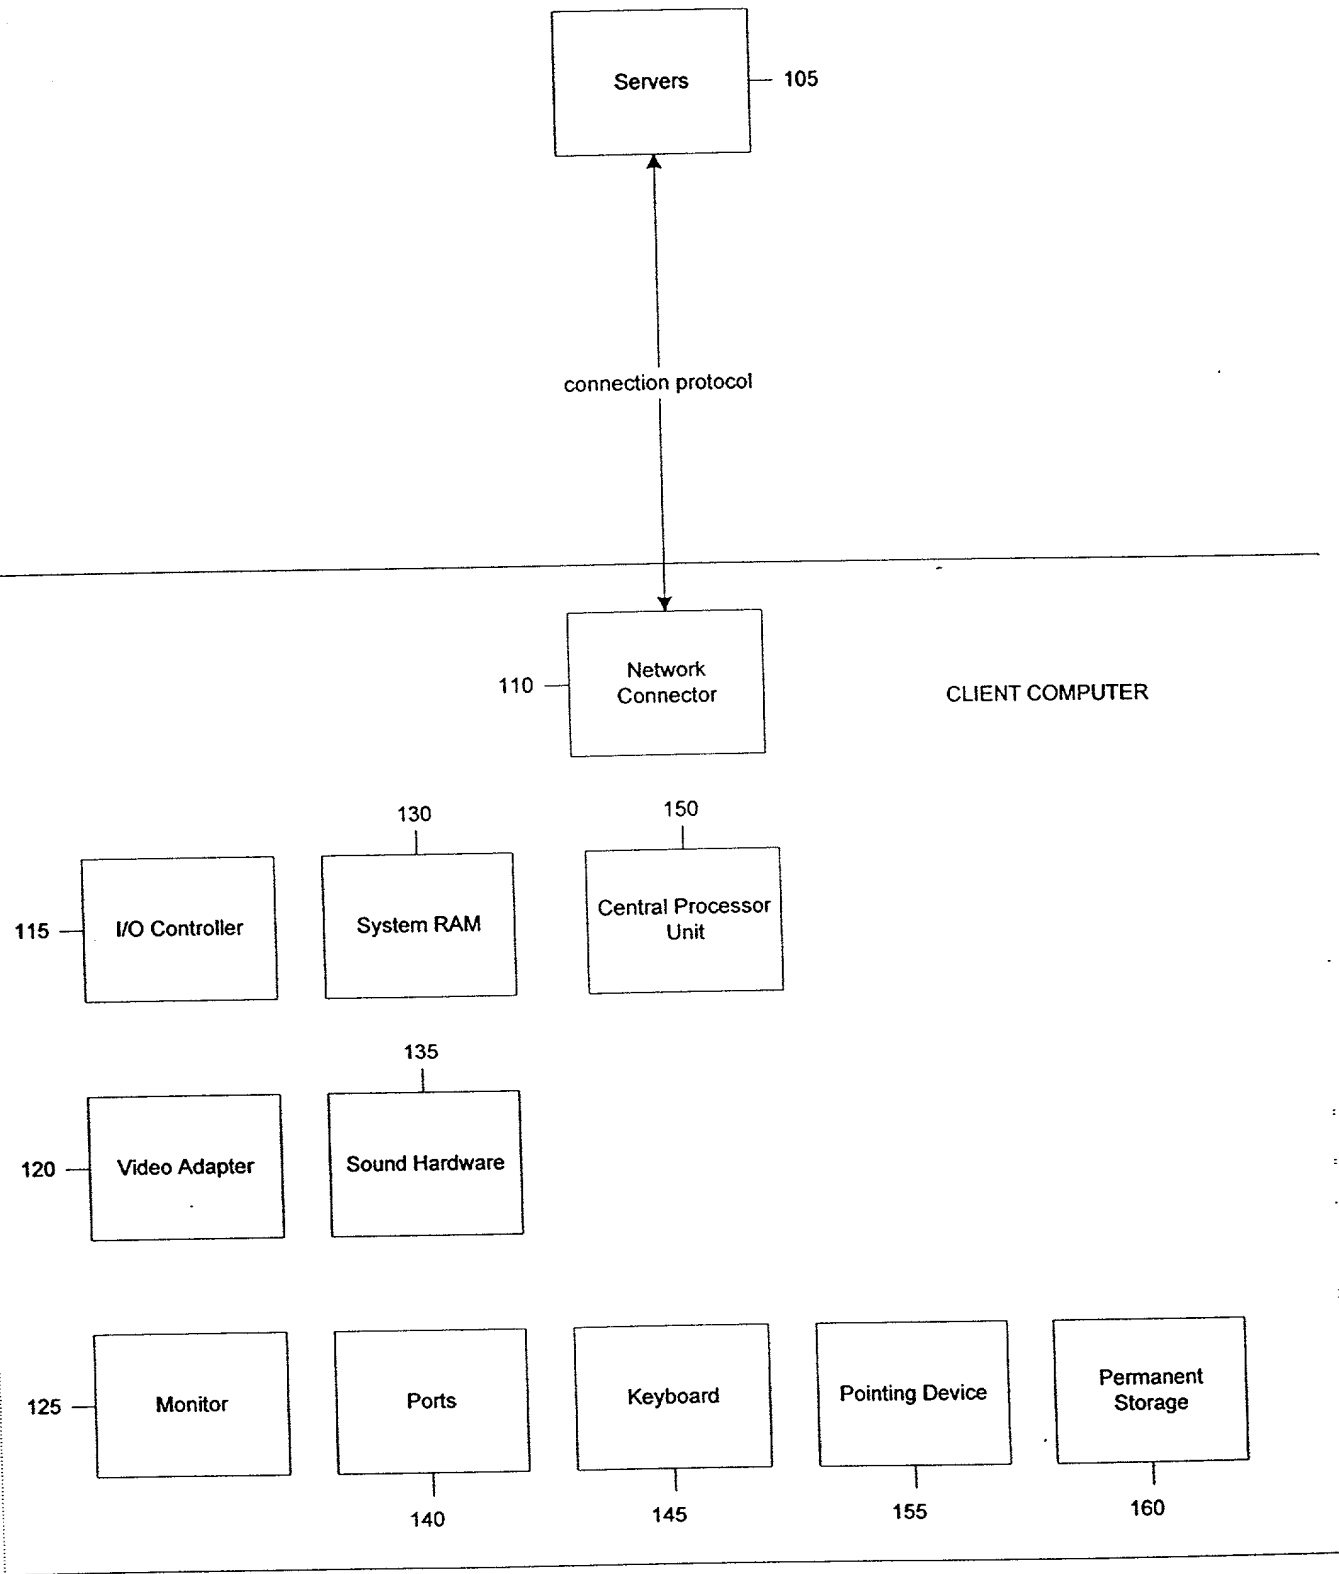 Servers
105
connection protocol
110
Network
Connector
CLIENT COMPUTER
130
150
115
I/O Controller
System RAM
Central Processor
Unit
135
120
Video Adapter
Sound Hardware
125
Monitor
Ports
Keyboard
Pointing Device
Permanent
Storage
140
145
155
160